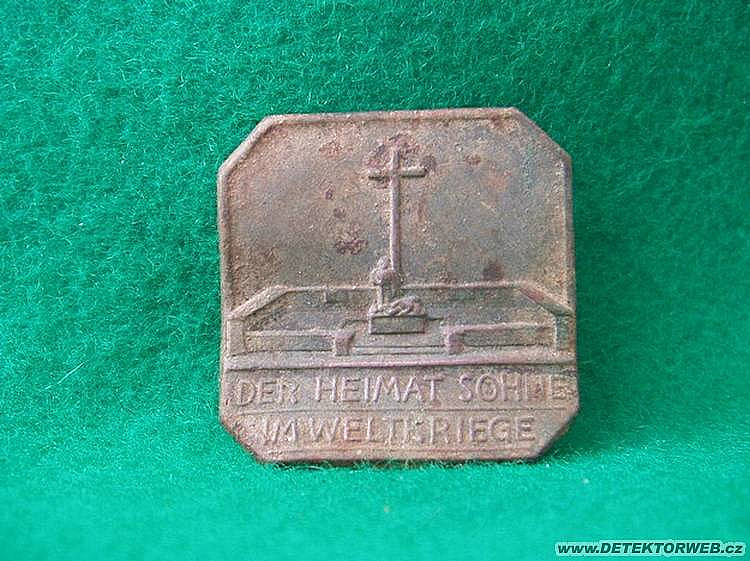 DER HEIMAT SÖHNE
IM WELTKRIEGE
www.DETEKTORWEB.cz